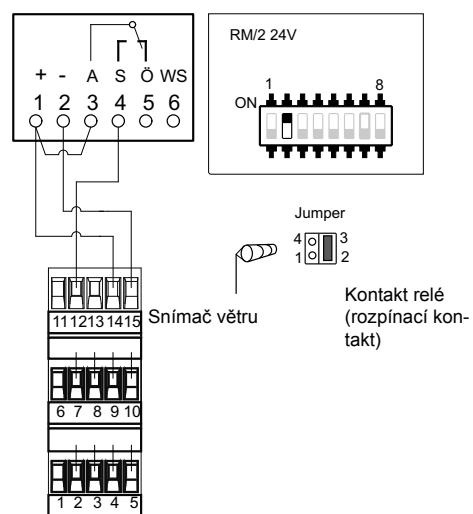 + - A S Ö WS
1 2 3 4 5 6
RM/2 24V
1 8
ON
Jumper
4 3
1 2
Snímač větru
Kontakt relé
(rozpínací kon-
takt)
11 12 13 14 15
6 7 8 9 10
1 2 3 4 5